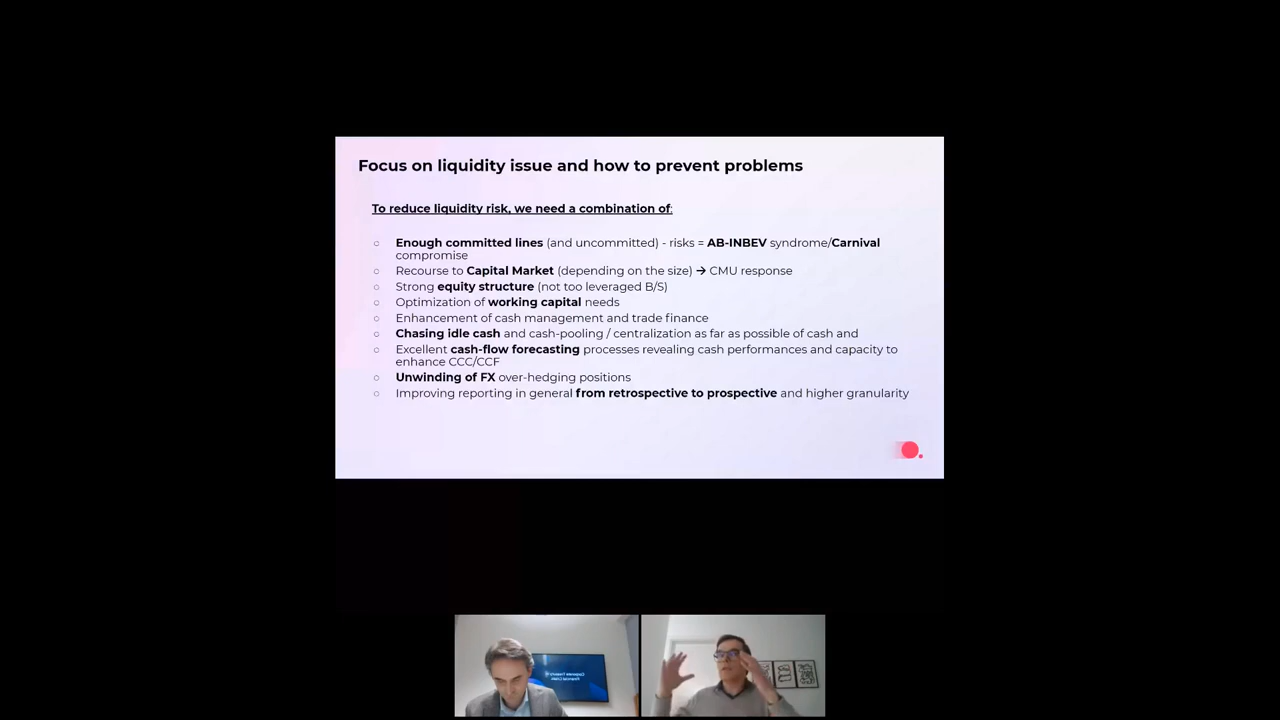 Focus on liquidity issue and how to prevent problems
To reduce liquidity risk, we need a combination of:
○ Enough committed lines (and uncommitted) - risks = AB-INBEV syndrome/Carnival
compromise
○ Recourse to Capital Market (depending on the size) → CMU response
○ Strong equity structure (not too leveraged B/S)
○ Optimization of working capital needs
○ Enhancement of cash management and trade finance
○ Chasing idle cash and cash-pooling / centralization as far as possible of cash and
○ Excellent cash-flow forecasting processes revealing cash performances and capacity to
enhance CCC/CCF
○ Unwinding of FX over-hedging positions
○ Improving reporting in general from retrospective to prospective and higher granularity